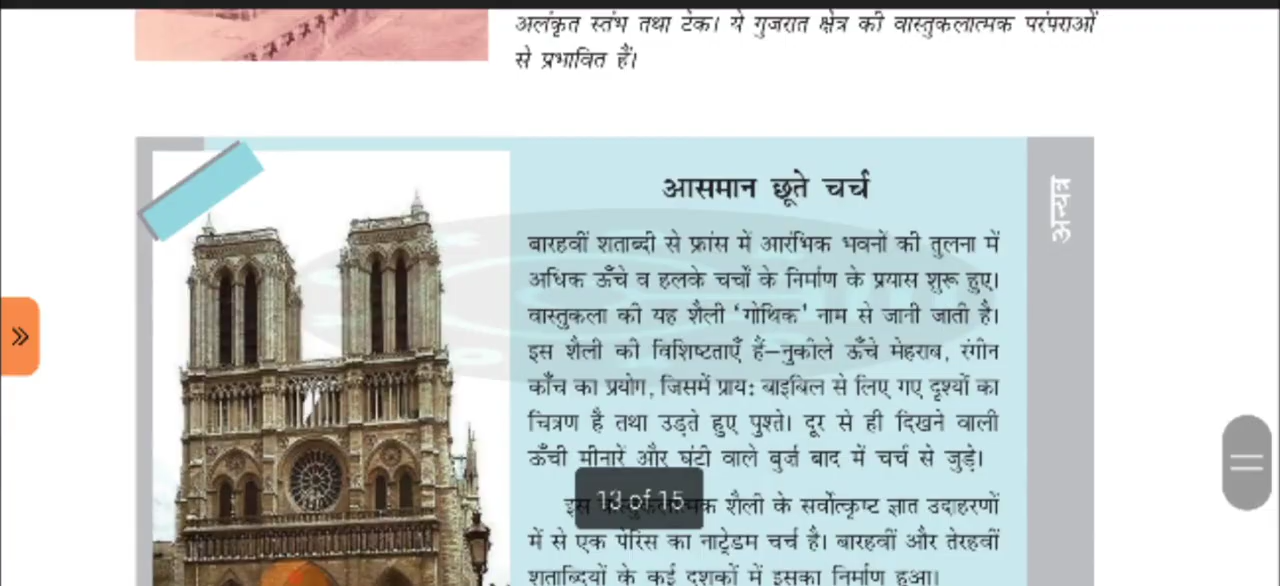 अलंकृत स्तंभ तथा टेक। ये गुजरात क्षेत्र की वास्तुकलात्मक परंपराओं
से प्रभावित हैं।
आसमान छूते चर्च
अन्यत्र
बारहवीं शताब्दी से फ्रांस में आरंभिक भवनों की तुलना में
अधिक ऊँचे व हलके चर्चों के निर्माण के प्रयास शुरू हुए।
वास्तुकला की यह शैली ‘गोथिक’ नाम से जानी जाती है।
इस शैली की विशिष्टताएँ हैं–नुकीले ऊँचे मेहराब, रंगीन
काँच का प्रयोग, जिसमें प्राय: बाइबिल से लिए गए दृश्यों का
चित्रण है तथा उड़ते हुए पुश्ते। दूर से ही दिखने वाली
ऊँची मीनारें और घंटी वाले बुर्ज बाद में चर्च से जुड़े।
13 of 15
इस शैली के सर्वोत्कृष्ट ज्ञात उदाहरणों
में से एक पेरिस का नाट्रेडम चर्च है। बारहवीं और तेरहवीं
शताब्दियों के कई दशकों में इसका निर्माण हुआ।